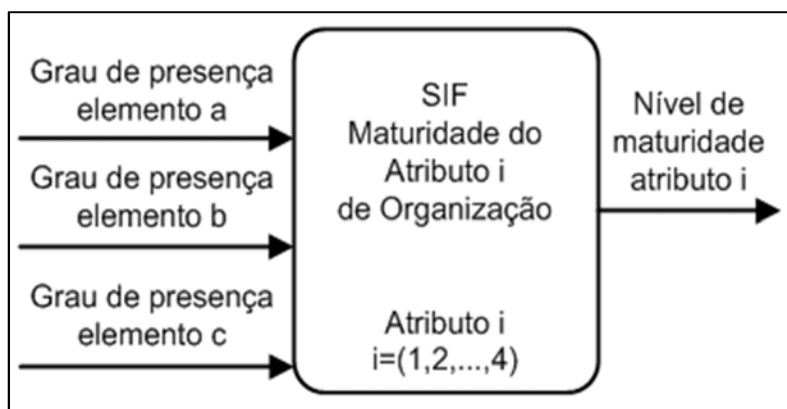 Grau de presença
elemento a
Grau de presença
elemento b
Grau de presença
elemento c
SIF
Maturidade do
Atributo i
de Organização
Atributo i
i=(1,2,...,4)
Nível de
maturidade
atributo i